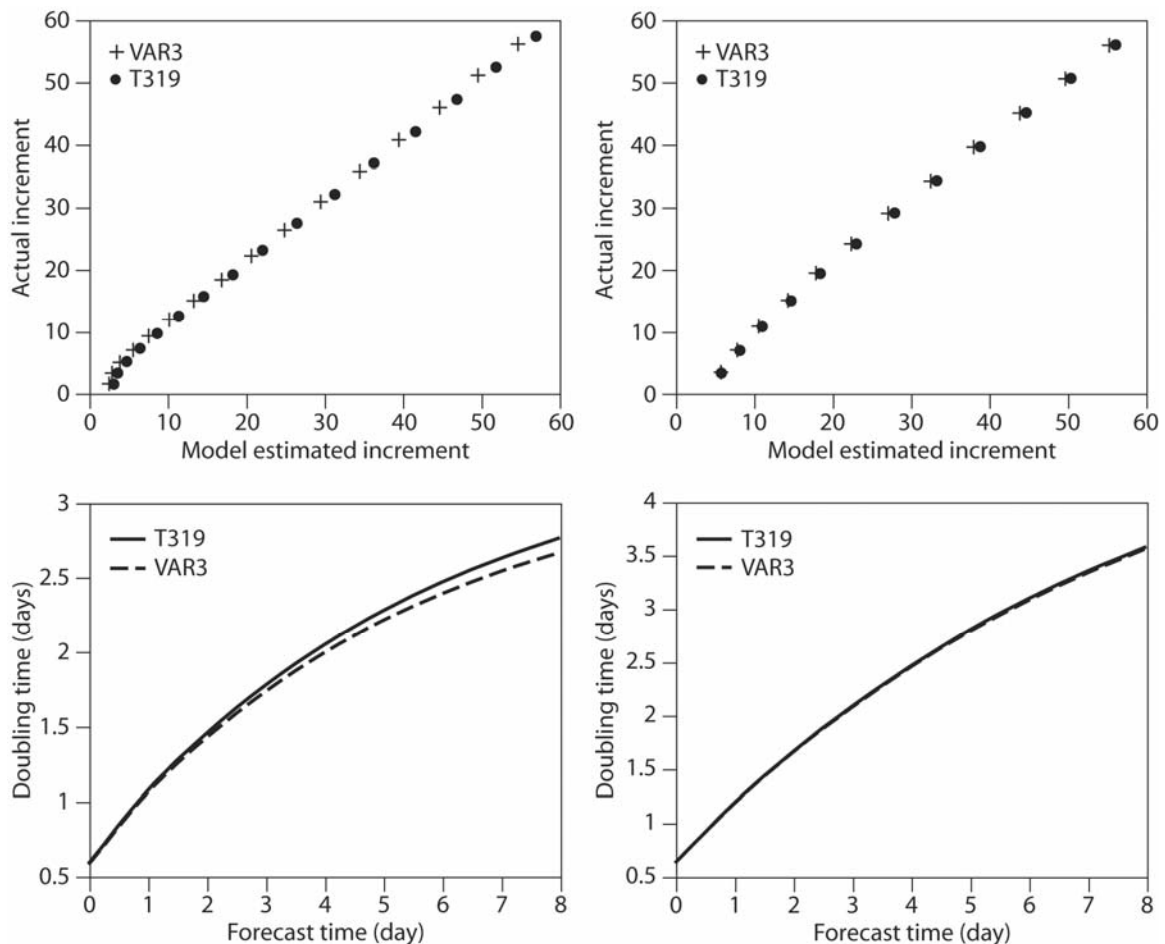 60
50
40
30
20
10
0
Actual increment
+ VAR3
● T319
0 10 20 30 40 50 60
Model estimated increment
60
50
40
30
20
10
0
Actual increment
+ VAR3
● T319
0 10 20 30 40 50 60
Model estimated increment
3
2.5
2
1.5
1
0.5
Doubling time (days)
T319
VAR3
0 1 2 3 4 5 6 7 8
Forecast time (day)
4
3.5
3
2.5
2
1.5
1
0.5
Doubling time (days)
T319
VAR3
0 1 2 3 4 5 6 7 8
Forecast time (day)